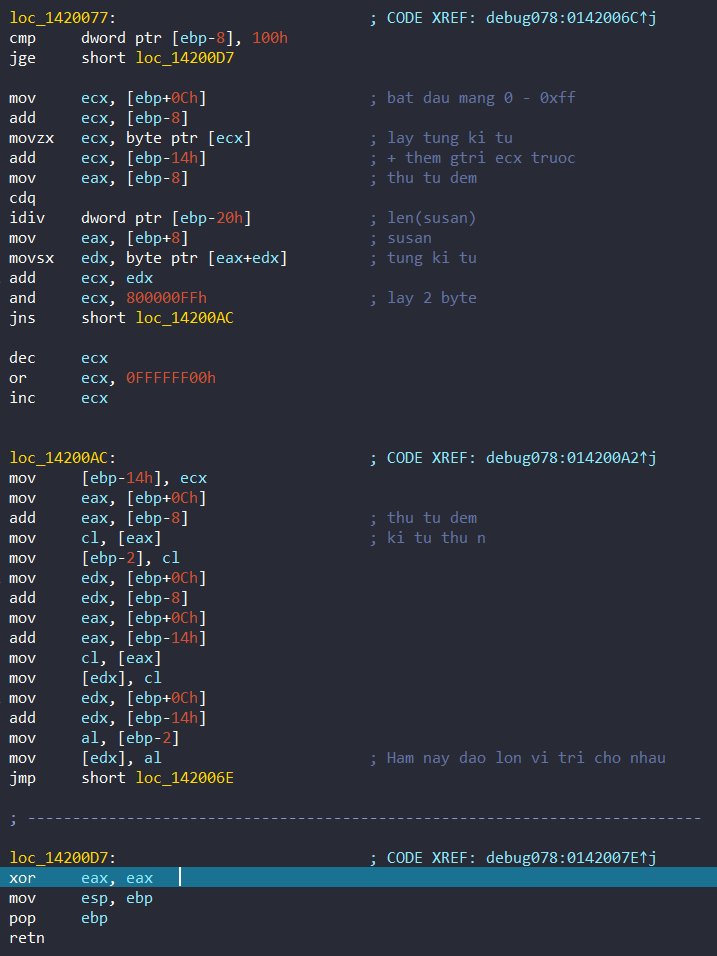 loc_1420077: ; CODE XREF: debug078:0142006C↑j
cmp dword ptr [ebp-8], 100h
jge short loc_14200D7
mov ecx, [ebp+0Ch] ; bat dau mang 0 - 0xff
add ecx, [ebp-8]
movzx ecx, byte ptr [ecx] ; lay tung ki tu
add ecx, [ebp-14h] ; + them gtri ecx truoc
mov eax, [ebp-8] ; thu tu dem
cdq
idiv dword ptr [ebp-20h] ; len(susan)
mov eax, [ebp+8] ; susan
movsx edx, byte ptr [eax+edx] ; tung ki tu
add ecx, edx
and ecx, 800000FFh ; lay 2 byte
jns short loc_14200AC
dec ecx
or ecx, 0FFFFFF00h
inc ecx
loc_14200AC: ; CODE XREF: debug078:014200A2↑j
mov [ebp-14h], ecx
mov eax, [ebp+0Ch]
add eax, [ebp-8] ; thu tu dem
mov cl, [eax] ; ki tu thu n
mov [ebp-2], cl
mov edx, [ebp+0Ch]
add edx, [ebp-8]
mov eax, [ebp+0Ch]
add eax, [ebp-14h]
mov cl, [eax]
mov [edx], cl
mov edx, [ebp+0Ch]
add edx, [ebp-14h]
mov al, [ebp-2]
mov [edx], al ; Ham nay dao lon vi tri cho nhau
jmp short loc_142006E
; ---------------------------------------------------------------------------
loc_14200D7: ; CODE XREF: debug078:0142007E↑j
xor eax, eax
mov esp, ebp
pop ebp
retn